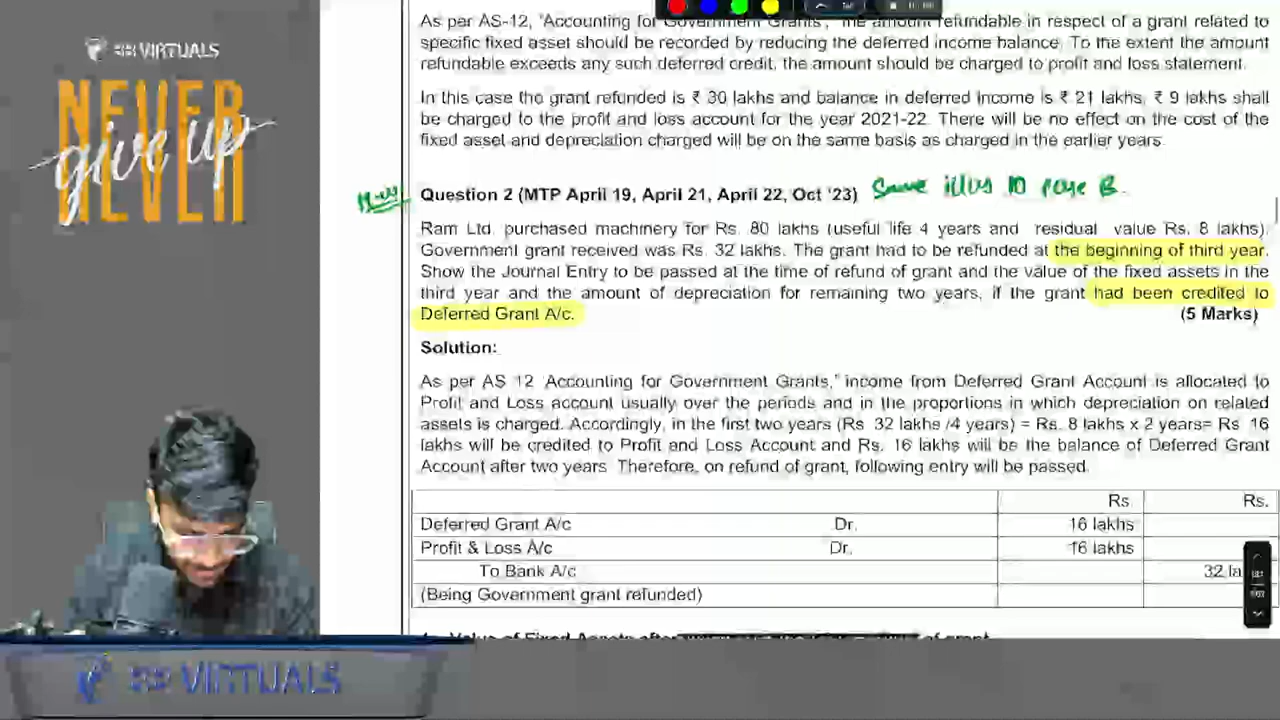 VIRTUALS
NEVER
give up
NEVER
As per AS-12, "Accounting for Government Grants", the amount refundable in respect of a grant related to
specific fixed asset should be recorded by reducing the deferred income balance. To the extent the amount
refundable exceeds any such deferred credit, the amount should be charged to profit and loss statement.
In this case the grant refunded is ₹ 30 lakhs and balance in deferred income is ₹ 21 lakhs, ₹ 9 lakhs shall
be charged to the profit and loss account for the year 2021-22. There will be no effect on the cost of the
fixed asset and depreciation charged will be on the same basis as charged in the earlier years.
Question 2 (MTP April 19, April 21, April 22, Oct '23) Same illus 10 page
Ram Ltd. purchased machinery for Rs. 80 lakhs (useful life 4 years and residual value Rs. 8 lakhs).
Government grant received was Rs. 32 lakhs. The grant had to be refunded at the beginning of third year.
Show the Journal Entry to be passed at the time of refund of grant and the value of the fixed assets in the
third year and the amount of depreciation for remaining two years, if the grant had been credited to
Deferred Grant A/c. (5 Marks)
Solution:
As per AS 12 'Accounting for Government Grants," income from Deferred Grant Account is allocated to
Profit and Loss account usually over the periods and in the proportions in which depreciation on related
assets is charged. Accordingly, in the first two years (Rs 32 lakhs /4 years) = Rs. 8 lakhs x 2 years= Rs 16
lakhs will be credited to Profit and Loss Account and Rs. 16 lakhs will be the balance of Deferred Grant
Account after two years. Therefore, on refund of grant, following entry will be passed.
Rs Rs.
Deferred Grant A/c Dr. 16 lakhs
Profit & Loss A/c Dr. 16 lakhs
To Bank A/c 32 la
(Being Government grant refunded)
Value of Fixed Assets after of grant
VIRTUALS